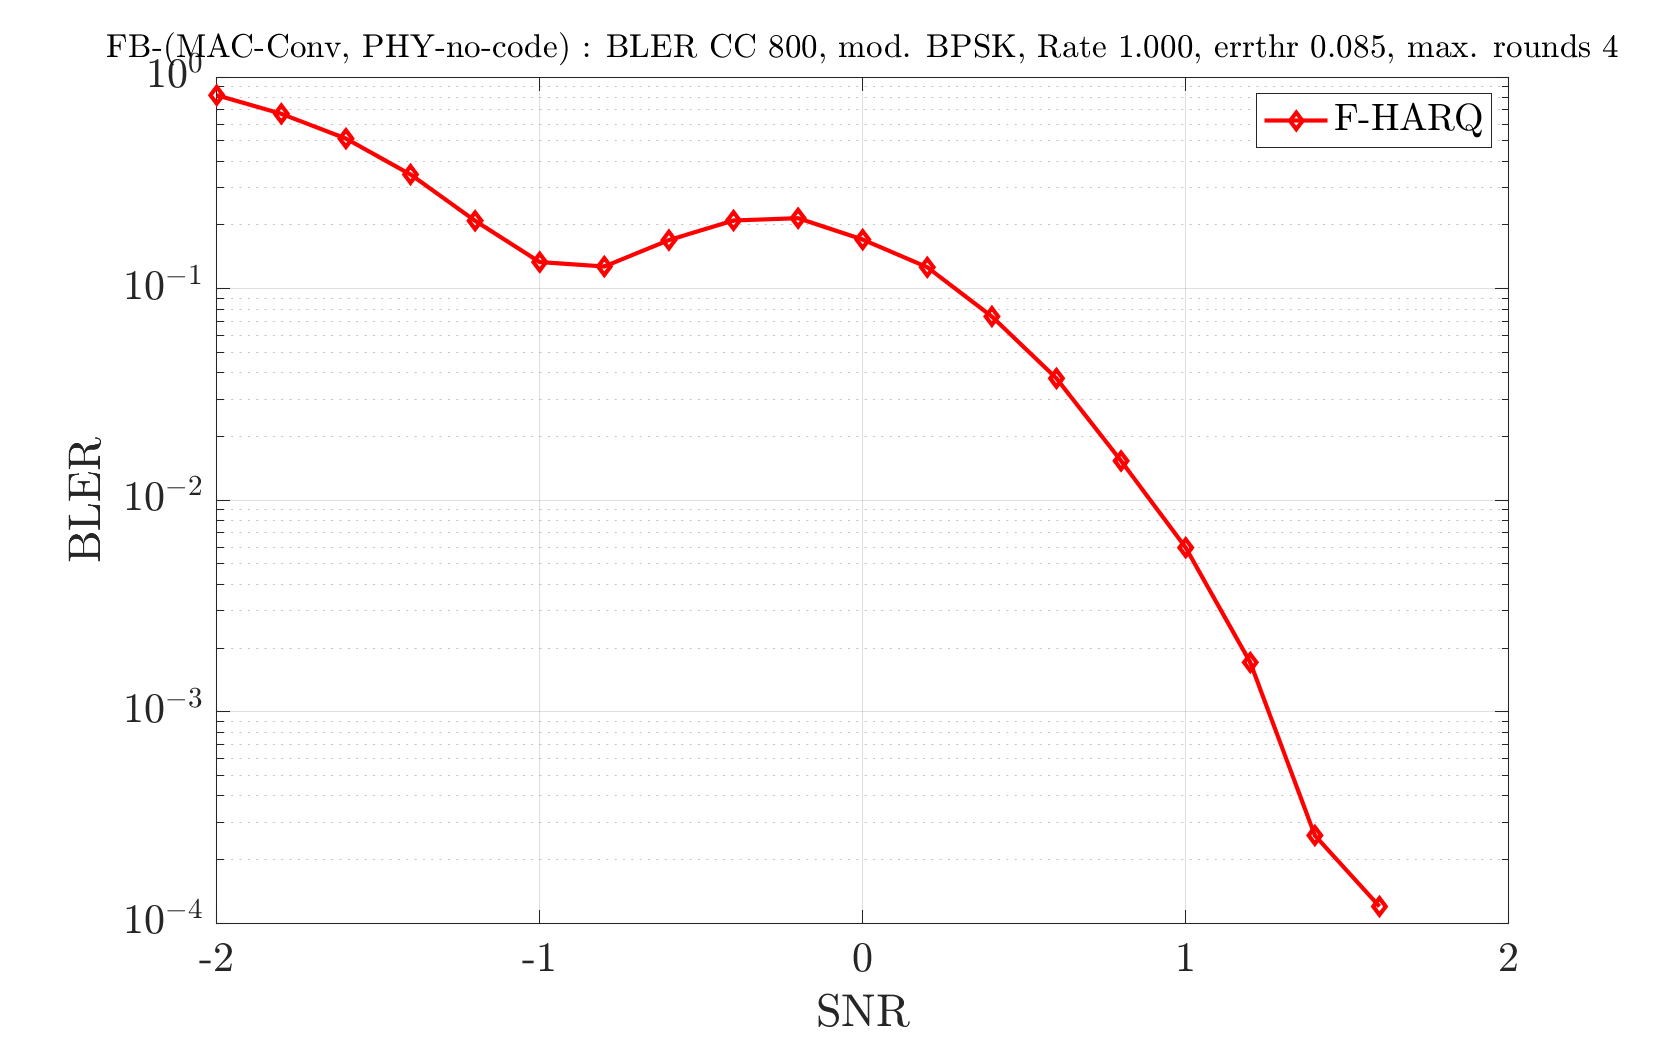 FB-(MAC-Conv, PHY-no-code) : BLER CC 800, mod. BPSK, Rate 1.000, errthr 0.085, max. rounds 4
10^0
F-HARQ
10^{-1}
BLER
10^{-2}
10^{-3}
10^{-4}
-2 -1 0 1 2
SNR